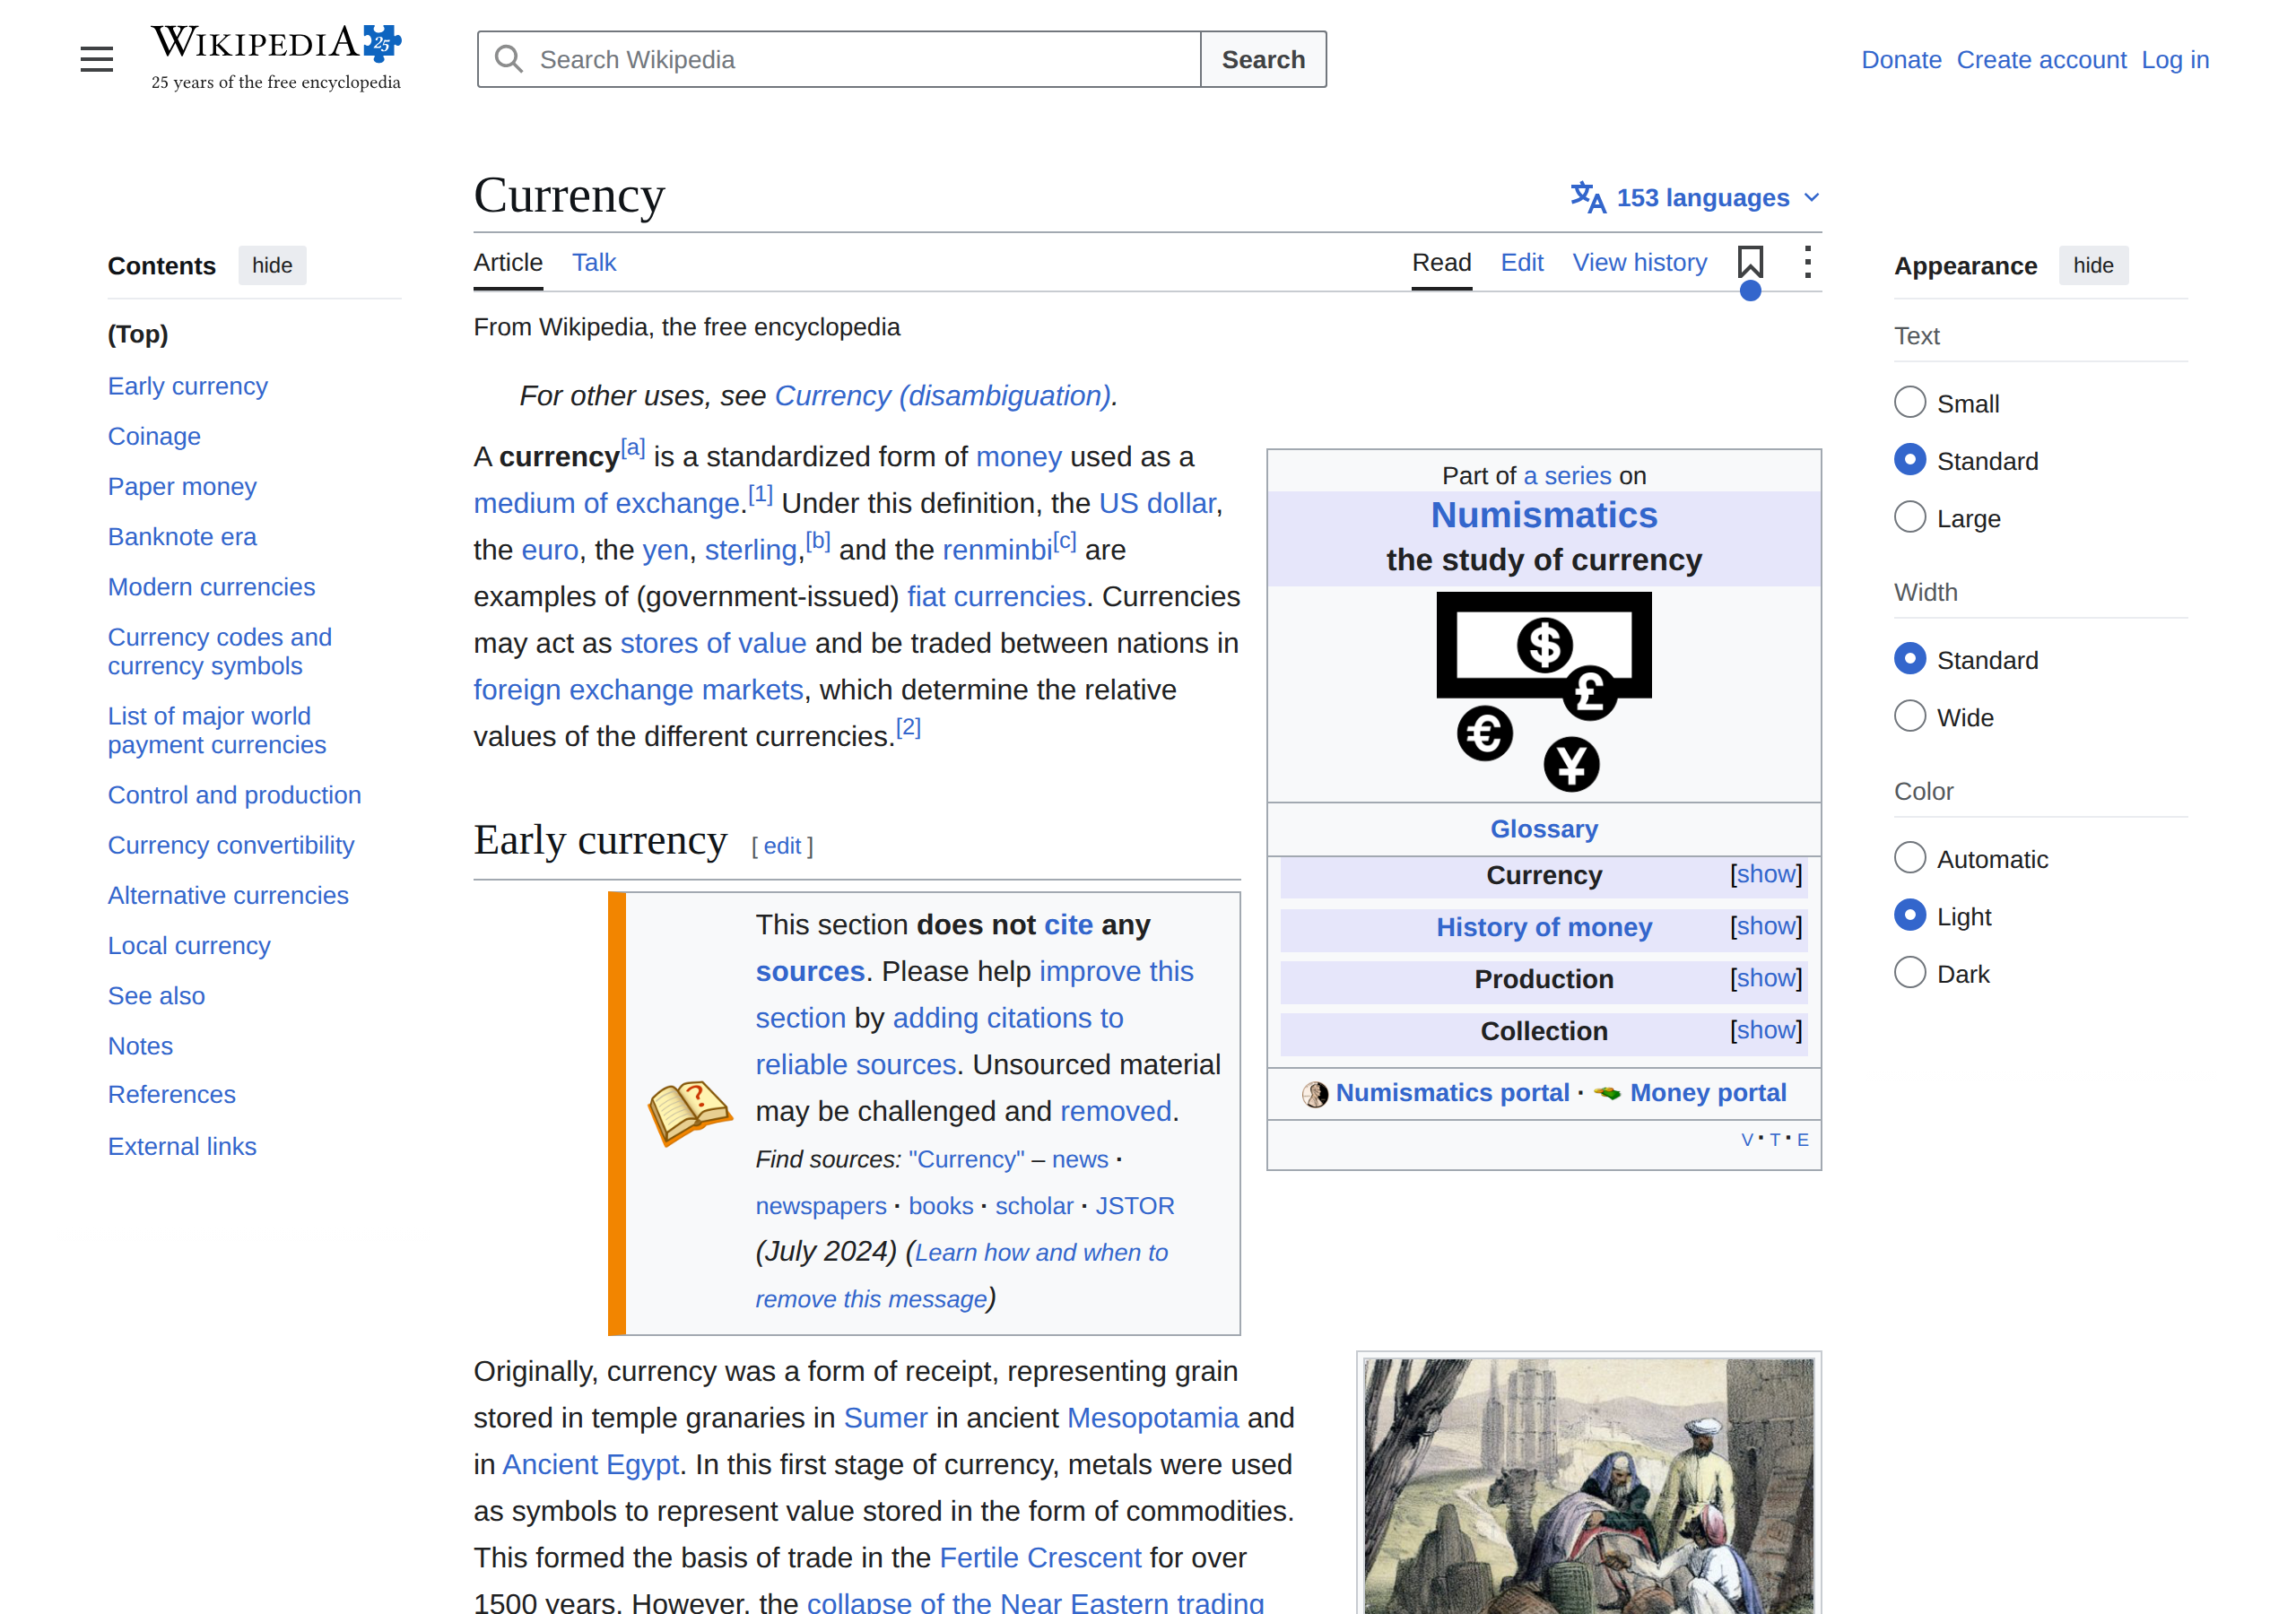 WIKIPEDIA 25
25 years of the free encyclopedia
Search Wikipedia
Search
Donate Create account Log in
Currency
153 languages
Article Talk
Read Edit View history
From Wikipedia, the free encyclopedia
Contents hide
(Top)
Early currency
Coinage
Paper money
Banknote era
Modern currencies
Currency codes and
currency symbols
List of major world
payment currencies
Control and production
Currency convertibility
Alternative currencies
Local currency
See also
Notes
References
External links
For other uses, see Currency (disambiguation).
A currency[a] is a standardized form of money used as a
medium of exchange.[1] Under this definition, the US dollar,
the euro, the yen, sterling,[b] and the renminbi[c] are
examples of (government-issued) fiat currencies. Currencies
may act as stores of value and be traded between nations in
foreign exchange markets, which determine the relative
values of the different currencies.[2]
Part of a series on
Numismatics
the study of currency
$
£
€
¥
Glossary
Currency [show]
History of money [show]
Production [show]
Collection [show]
Numismatics portal · Money portal
V · T · E
Early currency [ edit ]
This section does not cite any
sources. Please help improve this
section by adding citations to
reliable sources. Unsourced material
may be challenged and removed.
Find sources: "Currency" – news ·
newspapers · books · scholar · JSTOR
(July 2024) (Learn how and when to
remove this message)
?
Originally, currency was a form of receipt, representing grain
stored in temple granaries in Sumer in ancient Mesopotamia and
in Ancient Egypt. In this first stage of currency, metals were used
as symbols to represent value stored in the form of commodities.
This formed the basis of trade in the Fertile Crescent for over
1500 years. However, the collapse of the Near Eastern trading
Appearance hide
Text
Small
Standard
Large
Width
Standard
Wide
Color
Automatic
Light
Dark